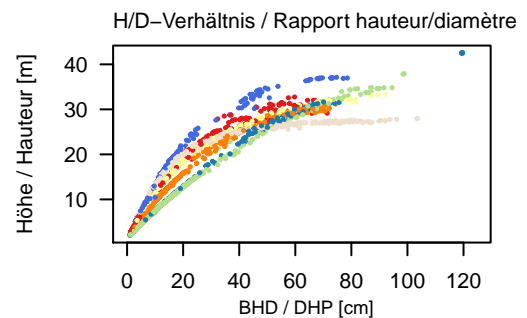 H/D−Verhältnis / Rapport hauteur/diamètre
Höhe / Hauteur [m]
40
30
20
10
0 20 40 60 80 100 120
BHD / DHP [cm]